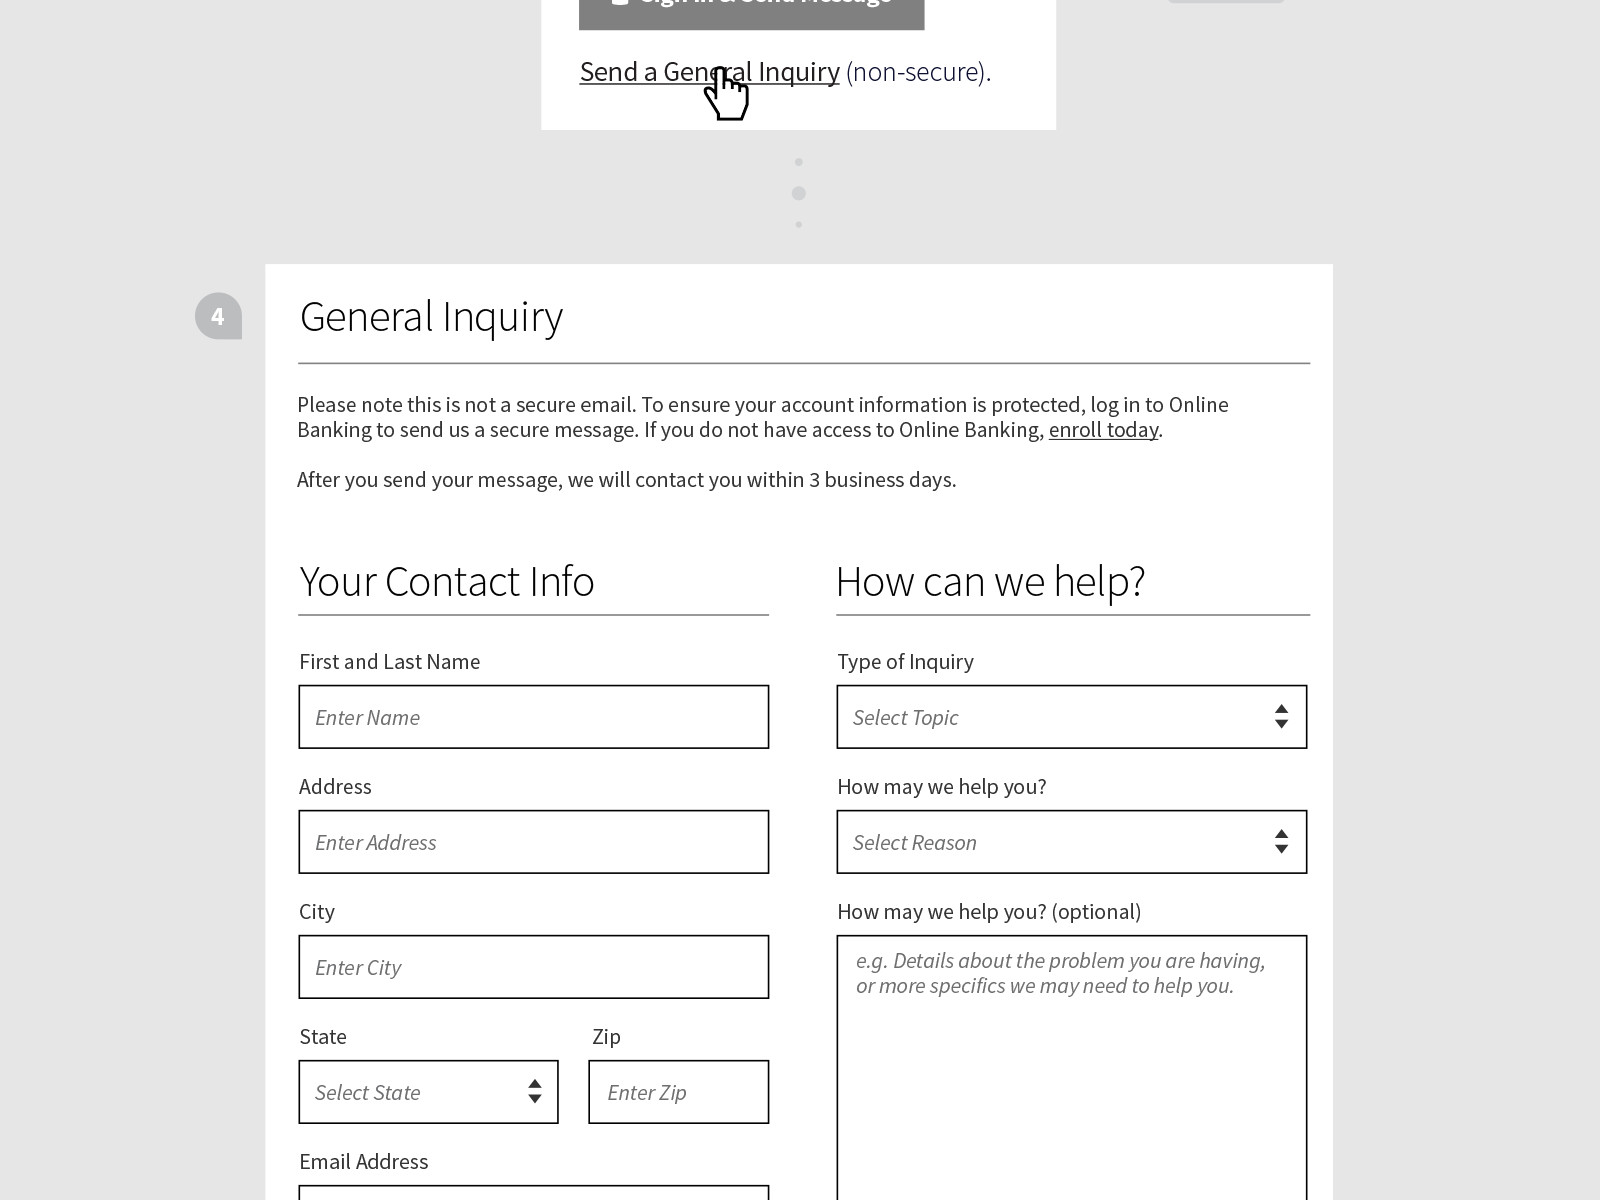 Sign In & Send Message
Send a General Inquiry (non-secure).
4
General Inquiry
Please note this is not a secure email. To ensure your account information is protected, log in to Online
Banking to send us a secure message. If you do not have access to Online Banking, enroll today.
After you send your message, we will contact you within 3 business days.
Your Contact Info
First and Last Name
Enter Name
Address
Enter Address
City
Enter City
State
Zip
Select State
Enter Zip
Email Address
How can we help?
Type of Inquiry
Select Topic
How may we help you?
Select Reason
How may we help you? (optional)
e.g. Details about the problem you are having,
or more specifics we may need to help you.